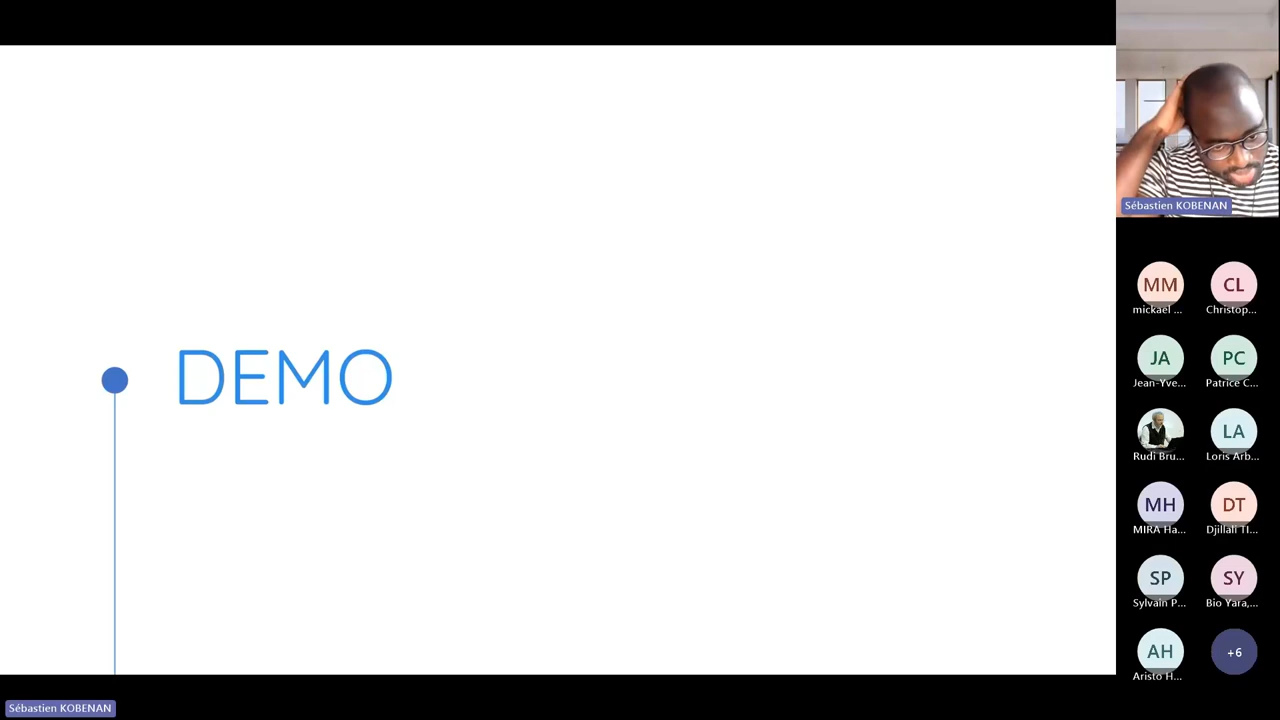 DEMO
Sébastien KOBENAN
MM
CL
mickael ...
Christop...
JA
PC
Jean-Yve...
Patrice C...
LA
Rudi Bru...
Loris Arb...
MH
DT
MIRA Ha...
Djillali TI...
SP
SY
Sylvain P...
Bio Yara,...
AH
+6
Aristo H...
Sébastien KOBENAN